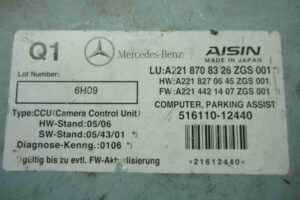 Q1
Mercedes-Benz
AISIN
MADE IN JAPAN
Lot Number:
6H09
LU:A221 870 83 26 ZGS 001*
HW:A221 827 06 45 ZGS 001*
FW:A221 442 14 07 ZGS 001*
Type:CCU(Camera Control Unit)
HW-Stand:05/06
SW-Stand:05/43/01*)
Diagnose-Kenng.:0106 *)
COMPUTER, PARKING ASSIST
516110-12440
*)gültig bis zu evtl. FW-Aktualisierung
*21612440*